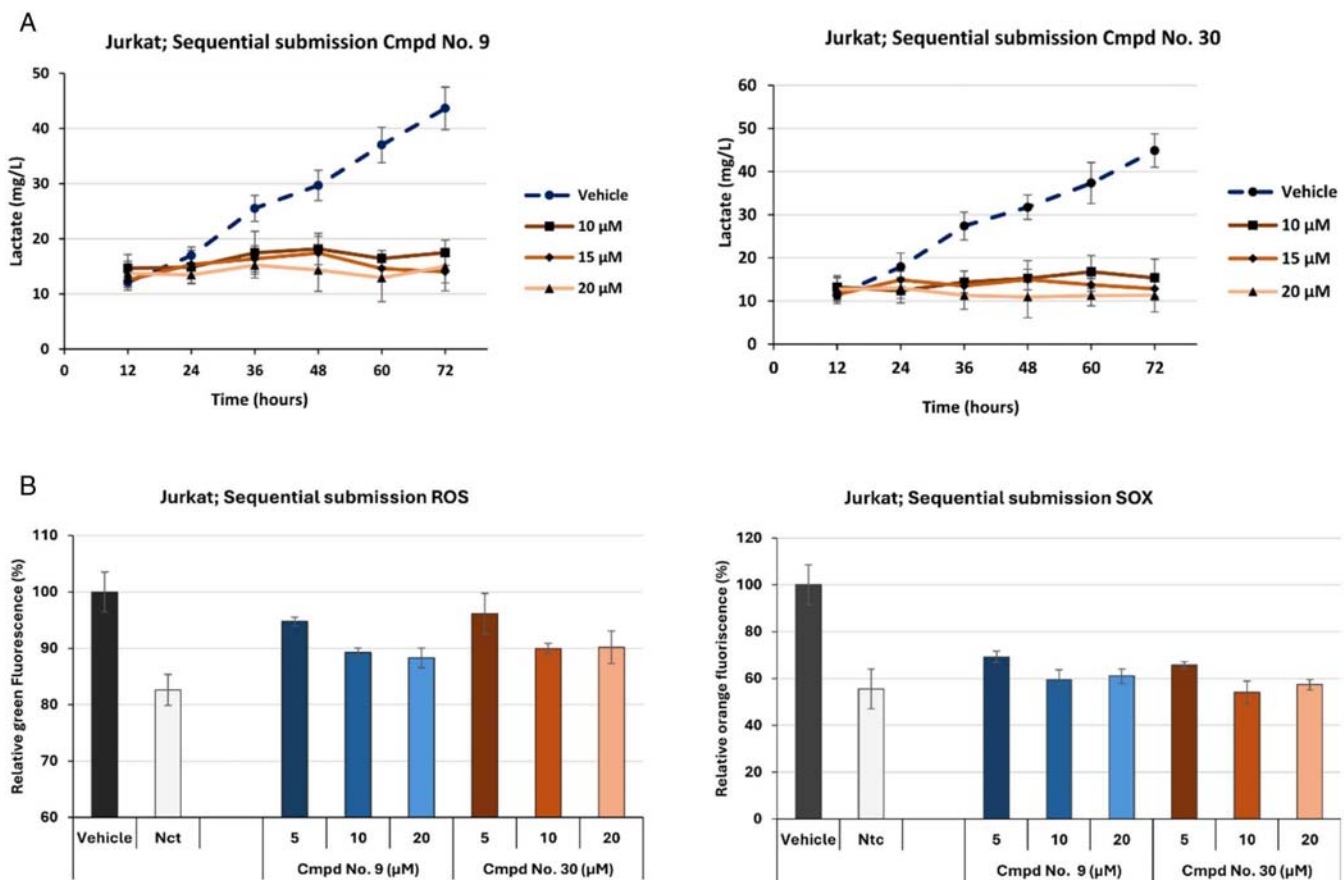 A
Jurkat; Sequential submission Cmpd No. 9
50
40
30
20
10
0
Lactate (mg/L)
0 12 24 36 48 60 72
Time (hours)
Vehicle
10 µM
15 µM
20 µM
Jurkat; Sequential submission Cmpd No. 30
60
50
40
30
20
10
0
Lactate (mg/L)
0 12 24 36 48 60 72
Time (hours)
Vehicle
10 µM
15 µM
20 µM
B
Jurkat; Sequential submission ROS
110
100
90
80
70
60
Relative green Fluorescence (%)
Vehicle Nct 5 10 20 5 10 20
Cmpd No. 9 (µM) Cmpd No. 30 (µM)
Jurkat; Sequential submission SOX
120
100
80
60
40
20
0
Relative orange fluoriscence (%)
Vehicle Ntc 5 10 20 5 10 20
Cmpd No. 9 (µM) Cmpd No. 30 (µM)